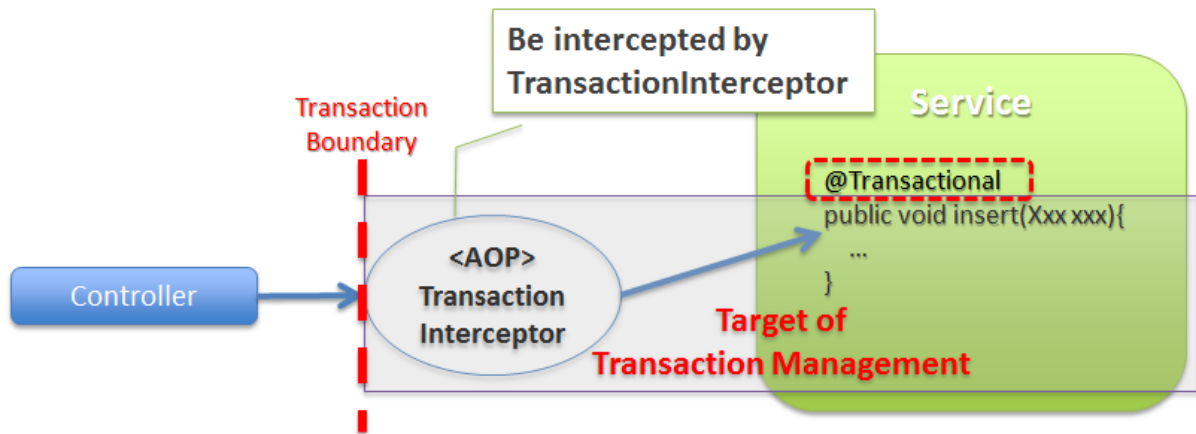 Be intercepted by
TransactionInterceptor
Service
Transaction
Boundary
@Transactional
public void insert(Xxx xxx){
...
}
<AOP>
Transaction
Interceptor
Controller
Target of
Transaction Management